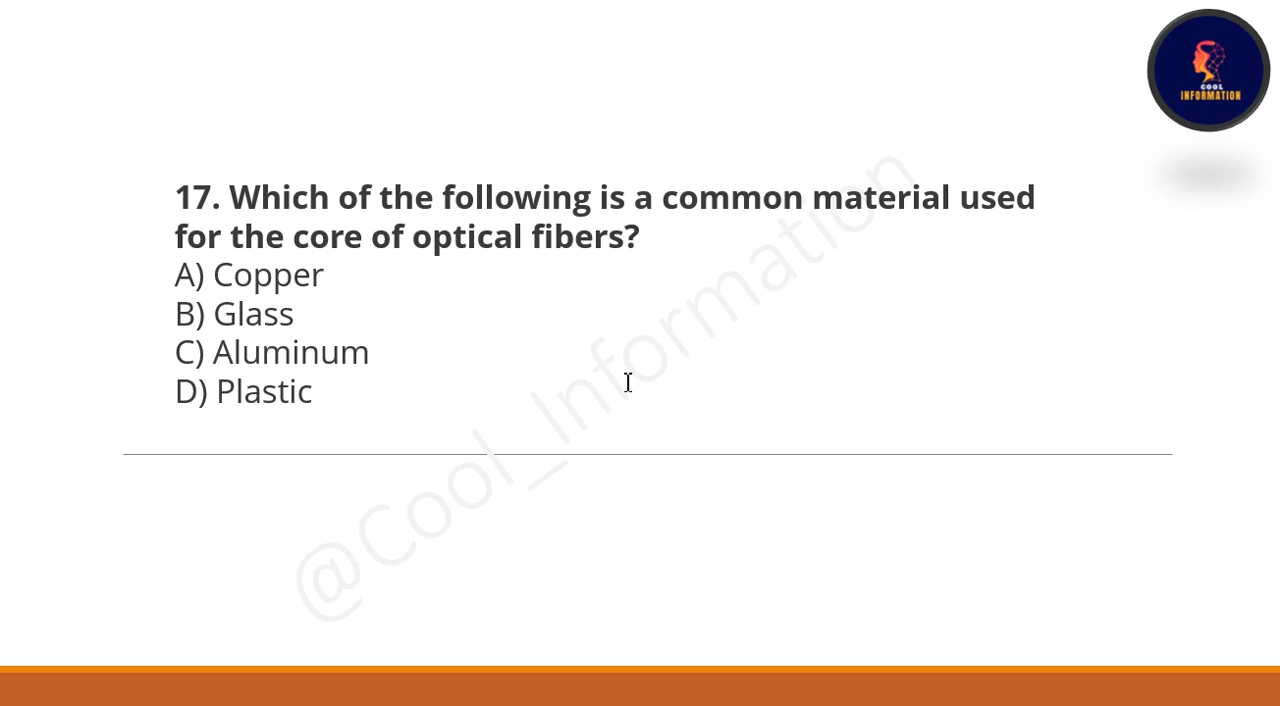 COOL
INFORMATION
17. Which of the following is a common material used
for the core of optical fibers?
A) Copper
B) Glass
C) Aluminum
D) Plastic
@Cool_Information